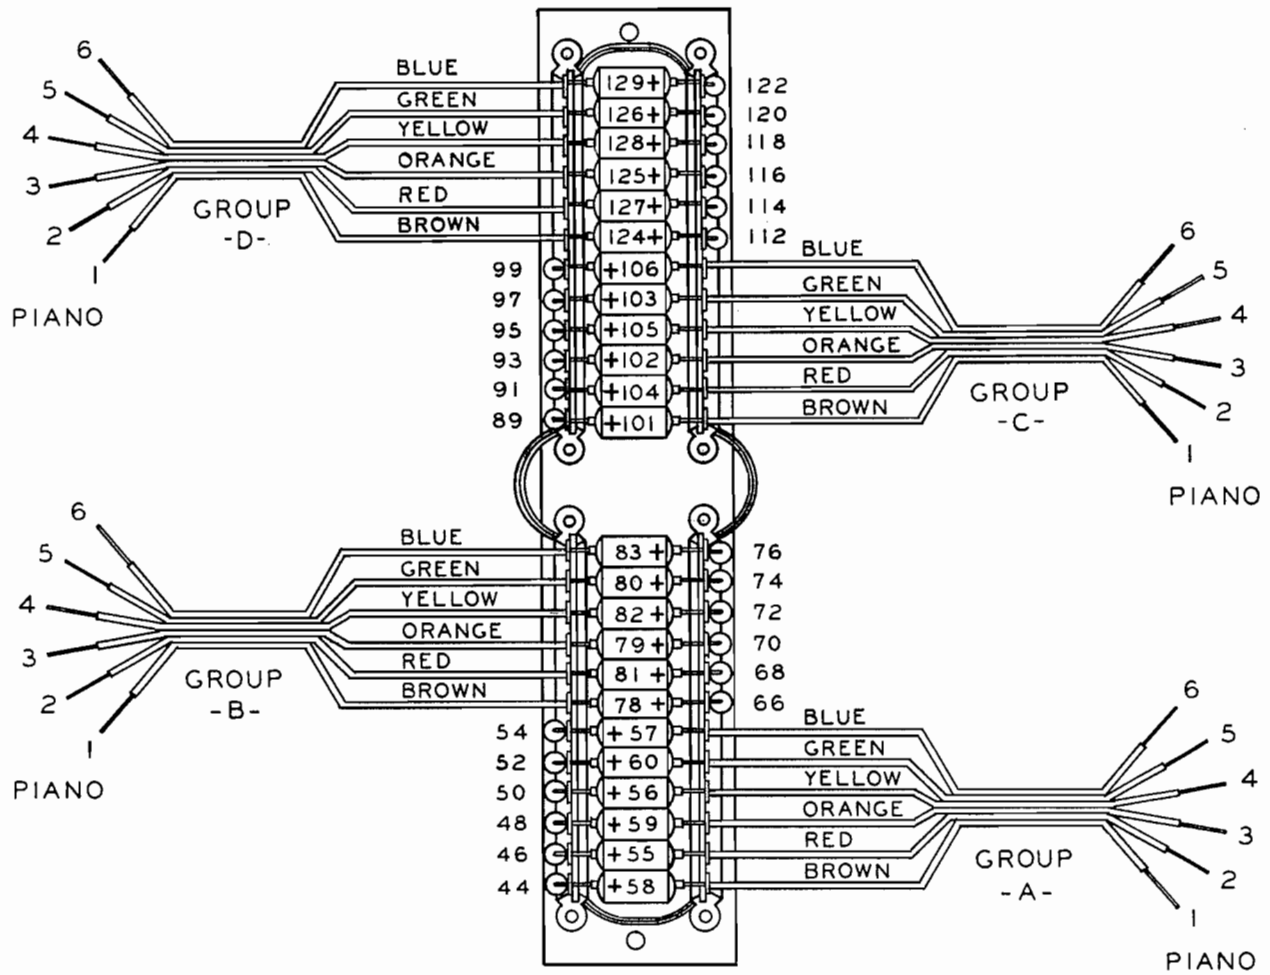 6
5
4
3
2
1
PIANO
GROUP
-D-
BLUE
GREEN
YELLOW
ORANGE
RED
BROWN
129+ 122
126+ 120
128+ 118
125+ 116
127+ 114
124+ 112
99 +106
97 +103
95 +105
93 +102
91 +104
89 +101
BLUE
GREEN
YELLOW
ORANGE
RED
BROWN
GROUP
-C-
6
5
4
3
2
1
PIANO
6
5
4
3
2
1
PIANO
GROUP
-B-
BLUE
GREEN
YELLOW
ORANGE
RED
BROWN
83 + 76
80 + 74
82 + 72
79 + 70
81 + 68
78 + 66
54 + 57
52 + 60
50 + 56
48 + 59
46 + 55
44 + 58
BLUE
GREEN
YELLOW
ORANGE
RED
BROWN
GROUP
-A-
6
5
4
3
2
1
PIANO